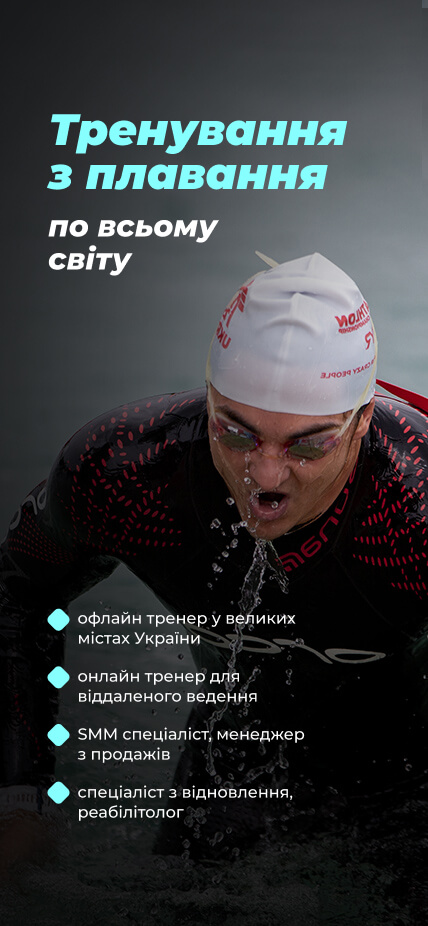 Тренування
з плавання
по всьому
світу
офлайн тренер у великих
містах України
онлайн тренер для
віддаленого ведення
SMM спеціаліст, менеджер
з продажів
спеціаліст з відновлення,
реабілітолог